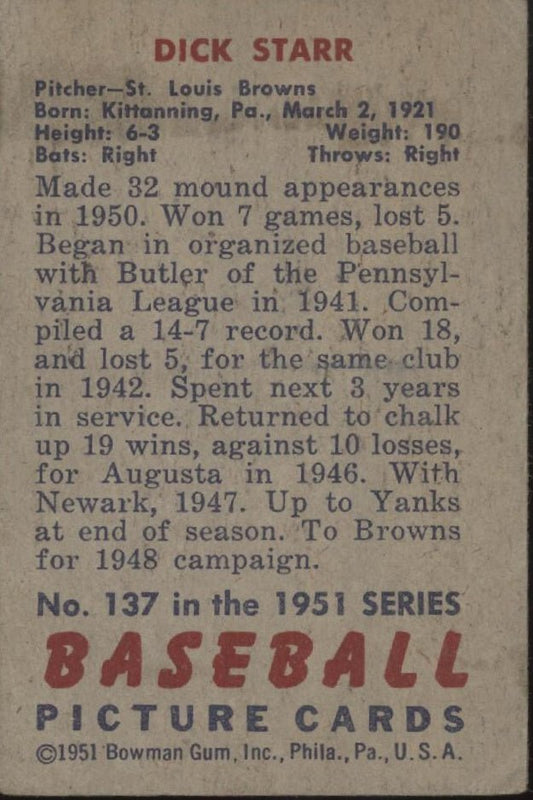 DICK STARR
Pitcher—St. Louis Browns
Born: Kittanning, Pa., March 2, 1921
Height: 6-3 Weight: 190
Bats: Right Throws: Right
Made 32 mound appearances
in 1950. Won 7 games, lost 5.
Began in organized baseball
with Butler of the Pennsyl-
vania League in 1941. Com-
piled a 14-7 record. Won 18,
and lost 5, for the same club
in 1942. Spent next 3 years
in service. Returned to chalk
up 19 wins, against 10 losses,
for Augusta in 1946. With
Newark, 1947. Up to Yanks
at end of season. To Browns
for 1948 campaign.
No. 137 in the 1951 SERIES
BASEBALL
PICTURE CARDS
©1951 Bowman Gum, Inc., Phila., Pa., U.S.A.